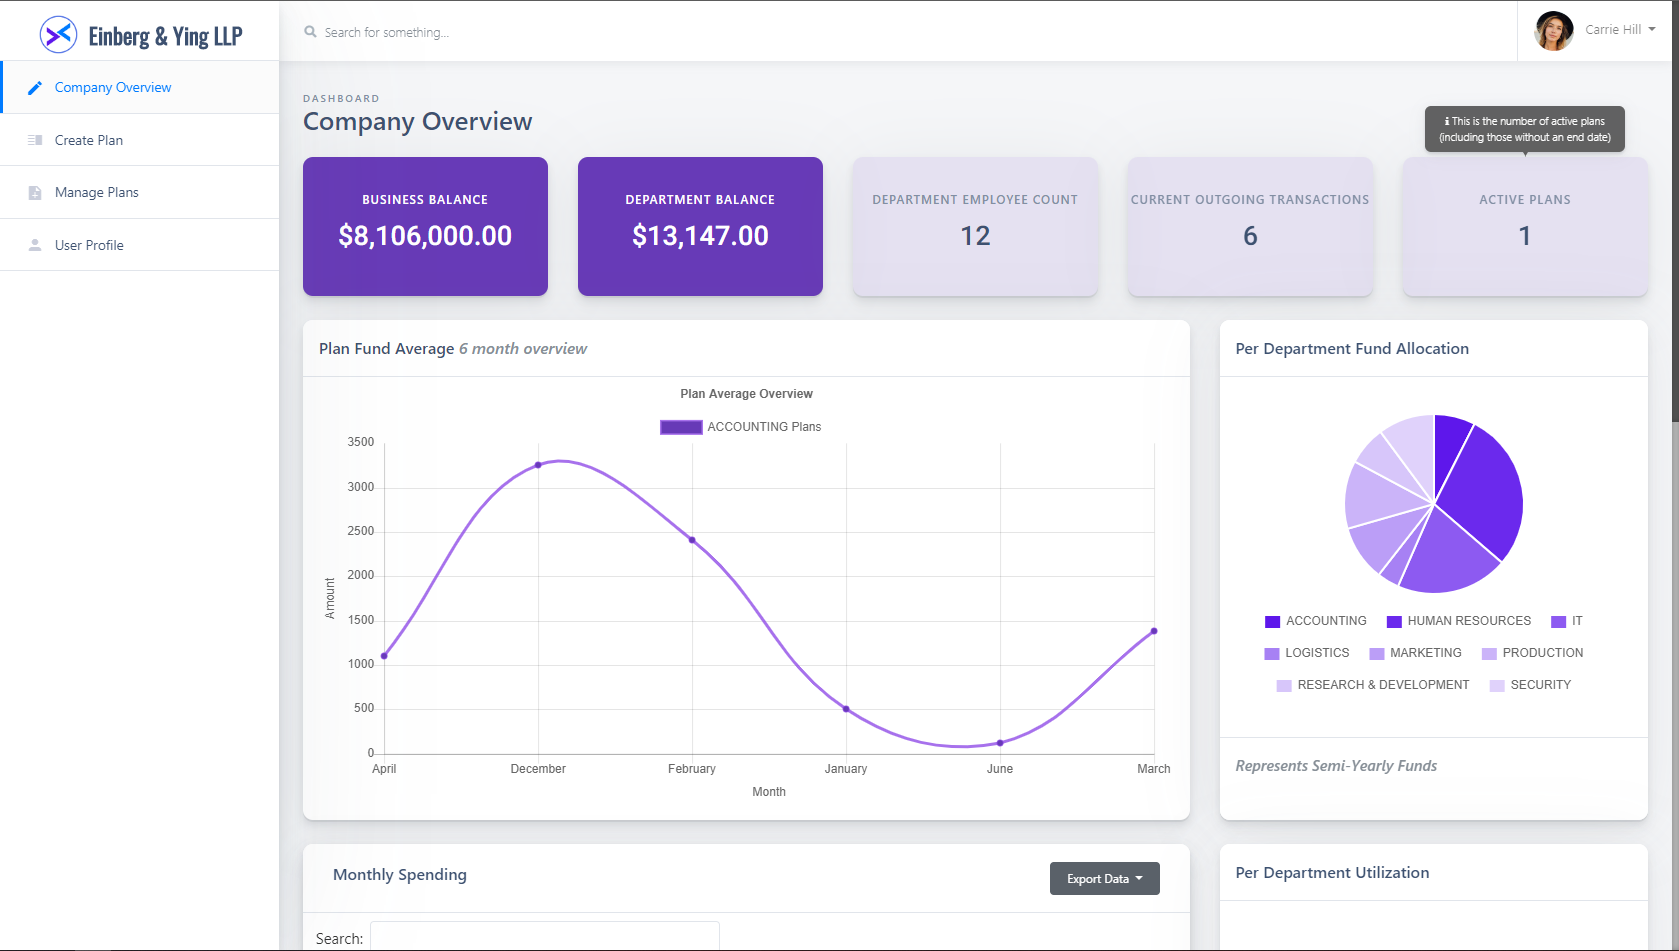 Einberg & Ying LLP
Search for something...
Carrie Hill
Company Overview
Create Plan
Manage Plans
User Profile
DASHBOARD
Company Overview
This is the number of active plans
(including those without an end date)
BUSINESS BALANCE
$8,106,000.00
DEPARTMENT BALANCE
$13,147.00
DEPARTMENT EMPLOYEE COUNT
12
CURRENT OUTGOING TRANSACTIONS
6
ACTIVE PLANS
1
Plan Fund Average 6 month overview
Plan Average Overview
ACCOUNTING Plans
3500
3000
2500
2000
1500
1000
500
0
Amount
April December February January June March
Month
Per Department Fund Allocation
ACCOUNTING HUMAN RESOURCES IT
LOGISTICS MARKETING PRODUCTION
RESEARCH & DEVELOPMENT SECURITY
Represents Semi-Yearly Funds
Monthly Spending
Export Data
Search:
Per Department Utilization